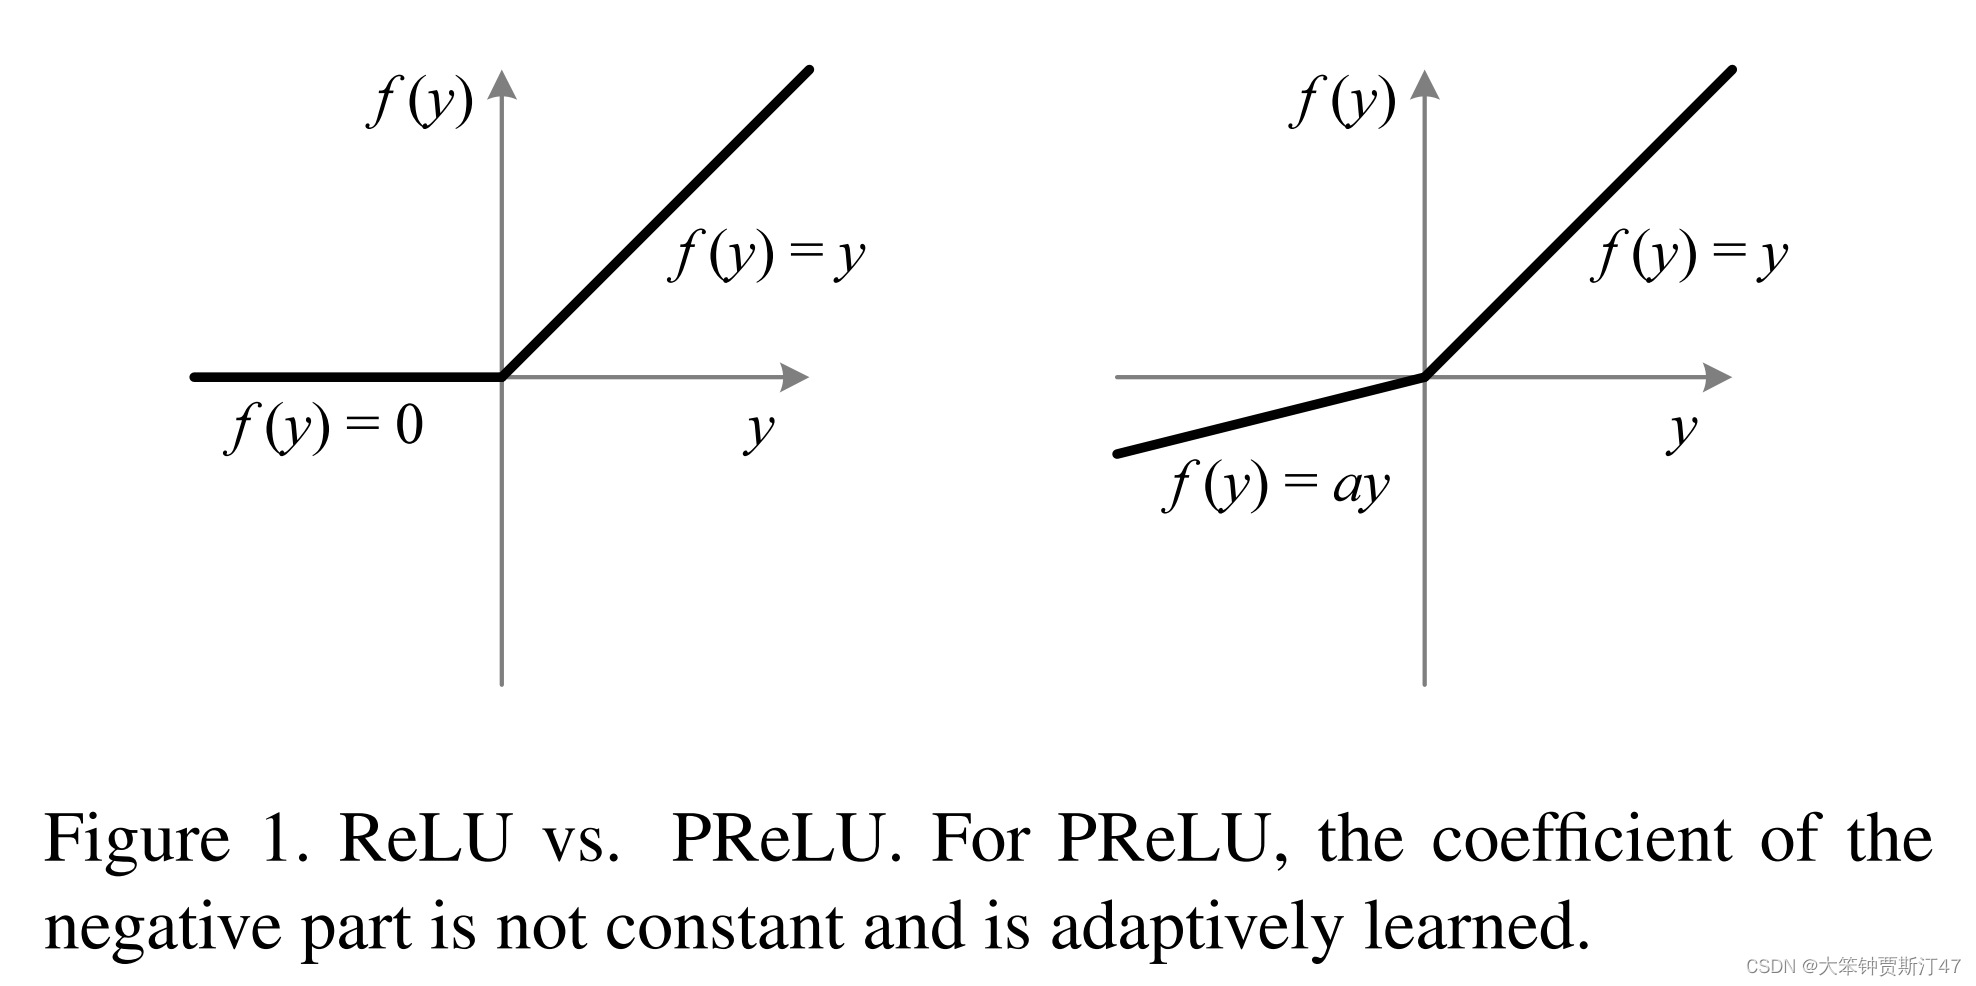 f(y)
f(y) = y
f(y) = 0
y
f(y)
f(y) = y
y
f(y) = ay
Figure 1. ReLU vs. PReLU. For PReLU, the coefficient of the
negative part is not constant and is adaptively learned.
CSDN @大笨钟贾斯汀47